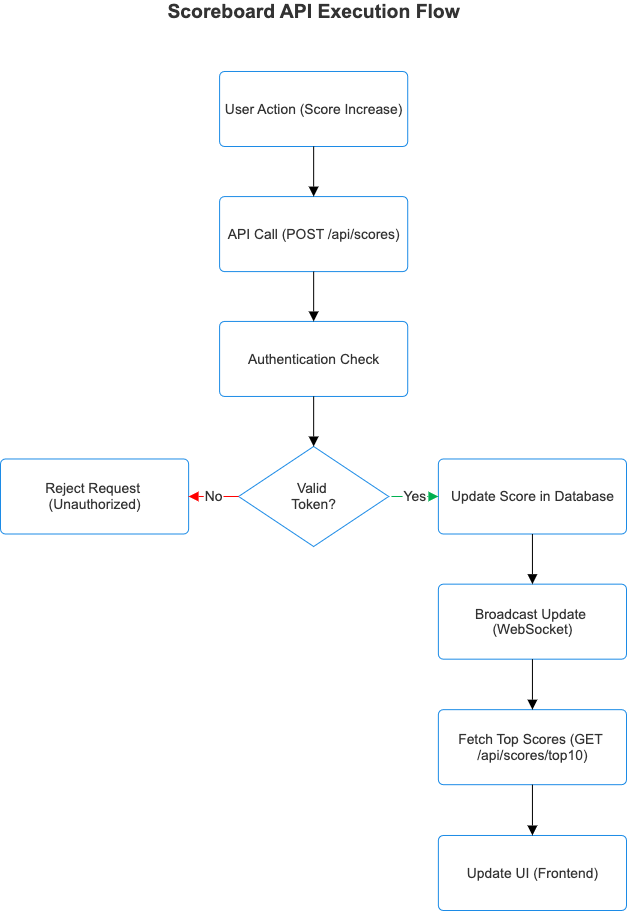 Scoreboard API Execution Flow
User Action (Score Increase)
API Call (POST /api/scores)
Authentication Check
Valid
Token?
No
Yes
Reject Request
(Unauthorized)
Update Score in Database
Broadcast Update
(WebSocket)
Fetch Top Scores (GET
/api/scores/top10)
Update UI (Frontend)